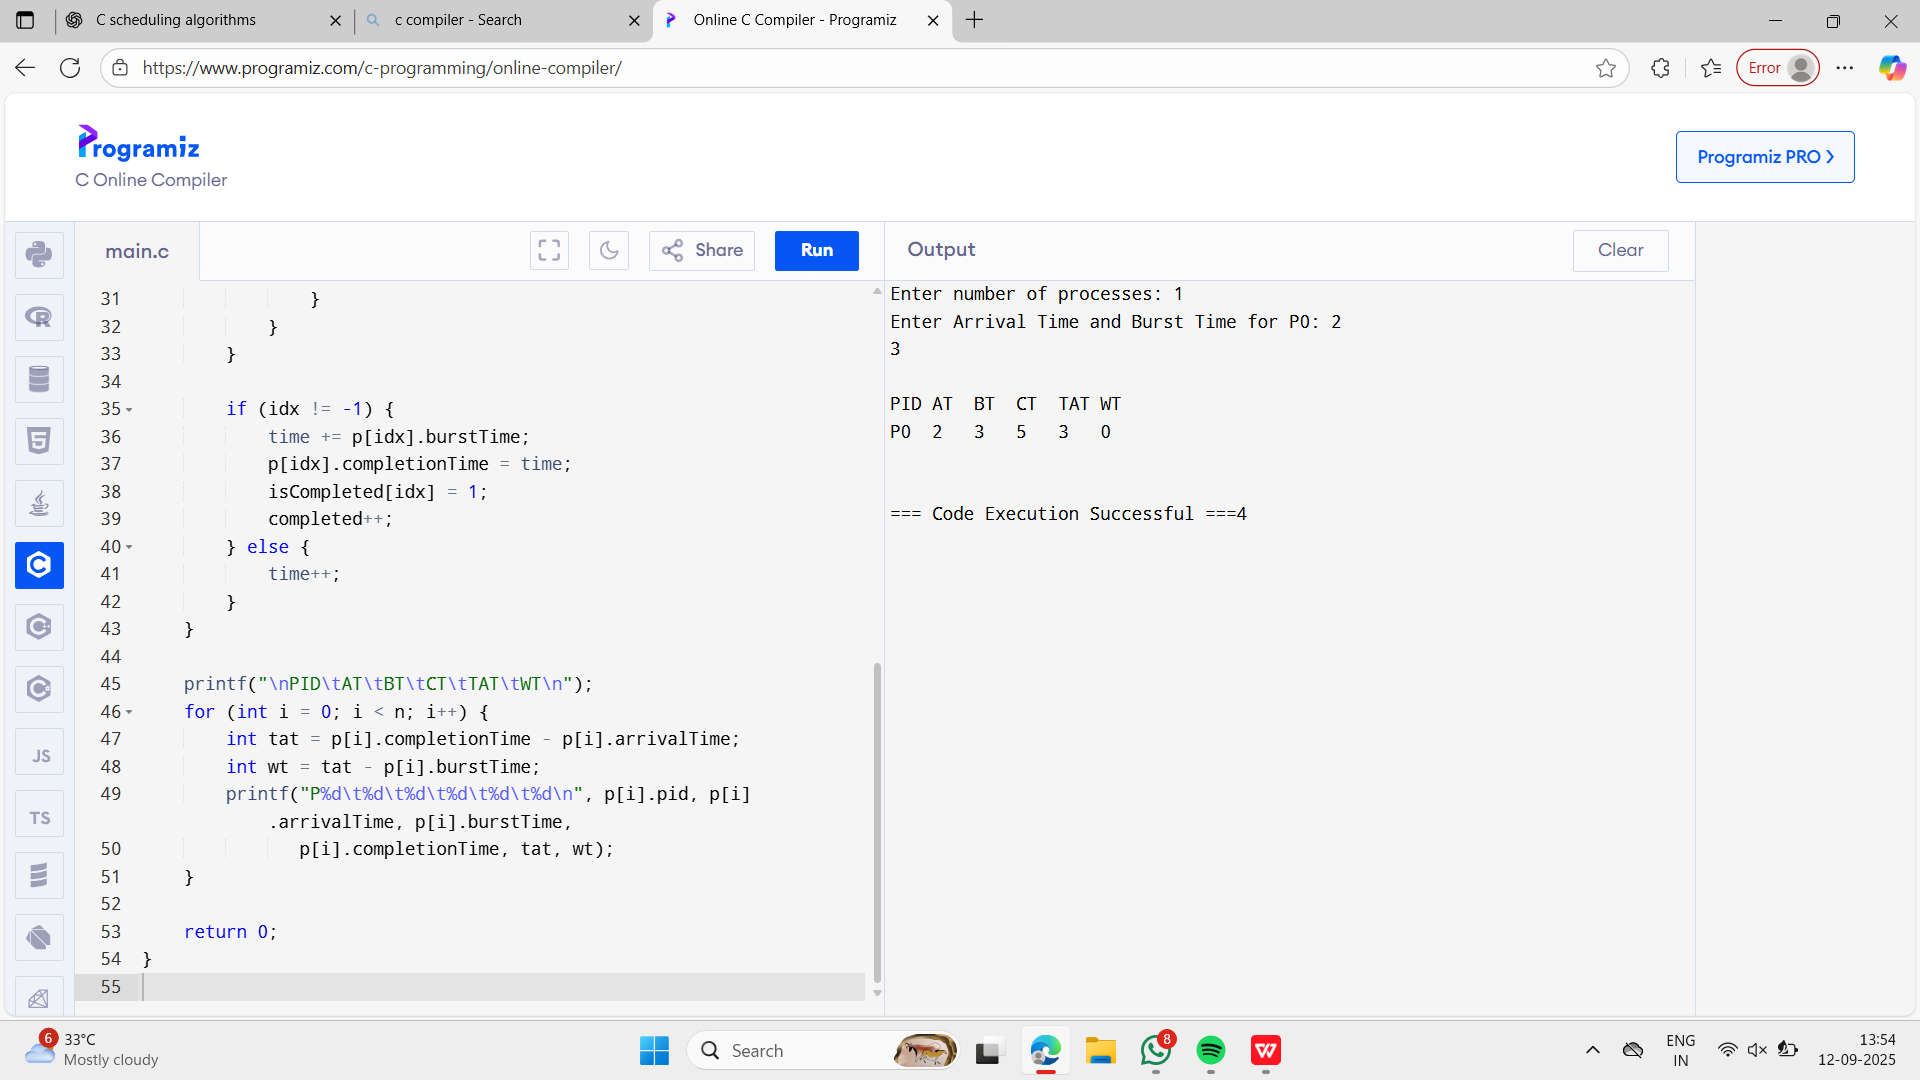 C scheduling algorithms
c compiler - Search
Online C Compiler - Programiz
https://www.programiz.com/c-programming/online-compiler/
Error
Programiz
C Online Compiler
Programiz PRO
main.c
Share
Run
Output
Clear
31 }
32 }
33 }
34
35 if (idx != -1) {
36 time += p[idx].burstTime;
37 p[idx].completionTime = time;
38 isCompleted[idx] = 1;
39 completed++;
40 } else {
41 time++;
42 }
43 }
44
45 printf("\nPID\tAT\tBT\tCT\tTAT\tWT\n");
46 for (int i = 0; i < n; i++) {
47 int tat = p[i].completionTime - p[i].arrivalTime;
48 int wt = tat - p[i].burstTime;
49 printf("P%d\t%d\t%d\t%d\t%d\t%d\n", p[i].pid, p[i]
.arrivalTime, p[i].burstTime,
50 p[i].completionTime, tat, wt);
51 }
52
53 return 0;
54 }
55
Enter number of processes: 1
Enter Arrival Time and Burst Time for P0: 2
3
PID AT BT CT TAT WT
P0 2 3 5 3 0
=== Code Execution Successful ===4
JS
TS
6
33°C
Mostly cloudy
Search
8
ENG
IN
13:54
12-09-2025